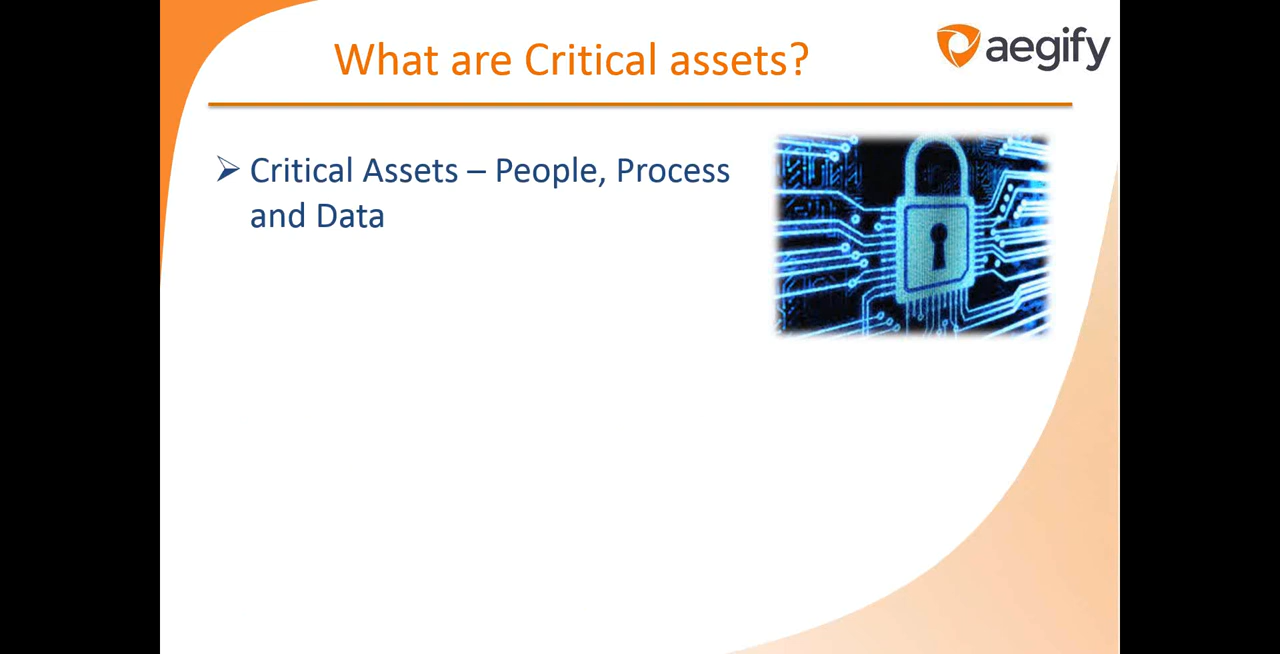 What are Critical assets?
aegify
➢ Critical Assets – People, Process
and Data